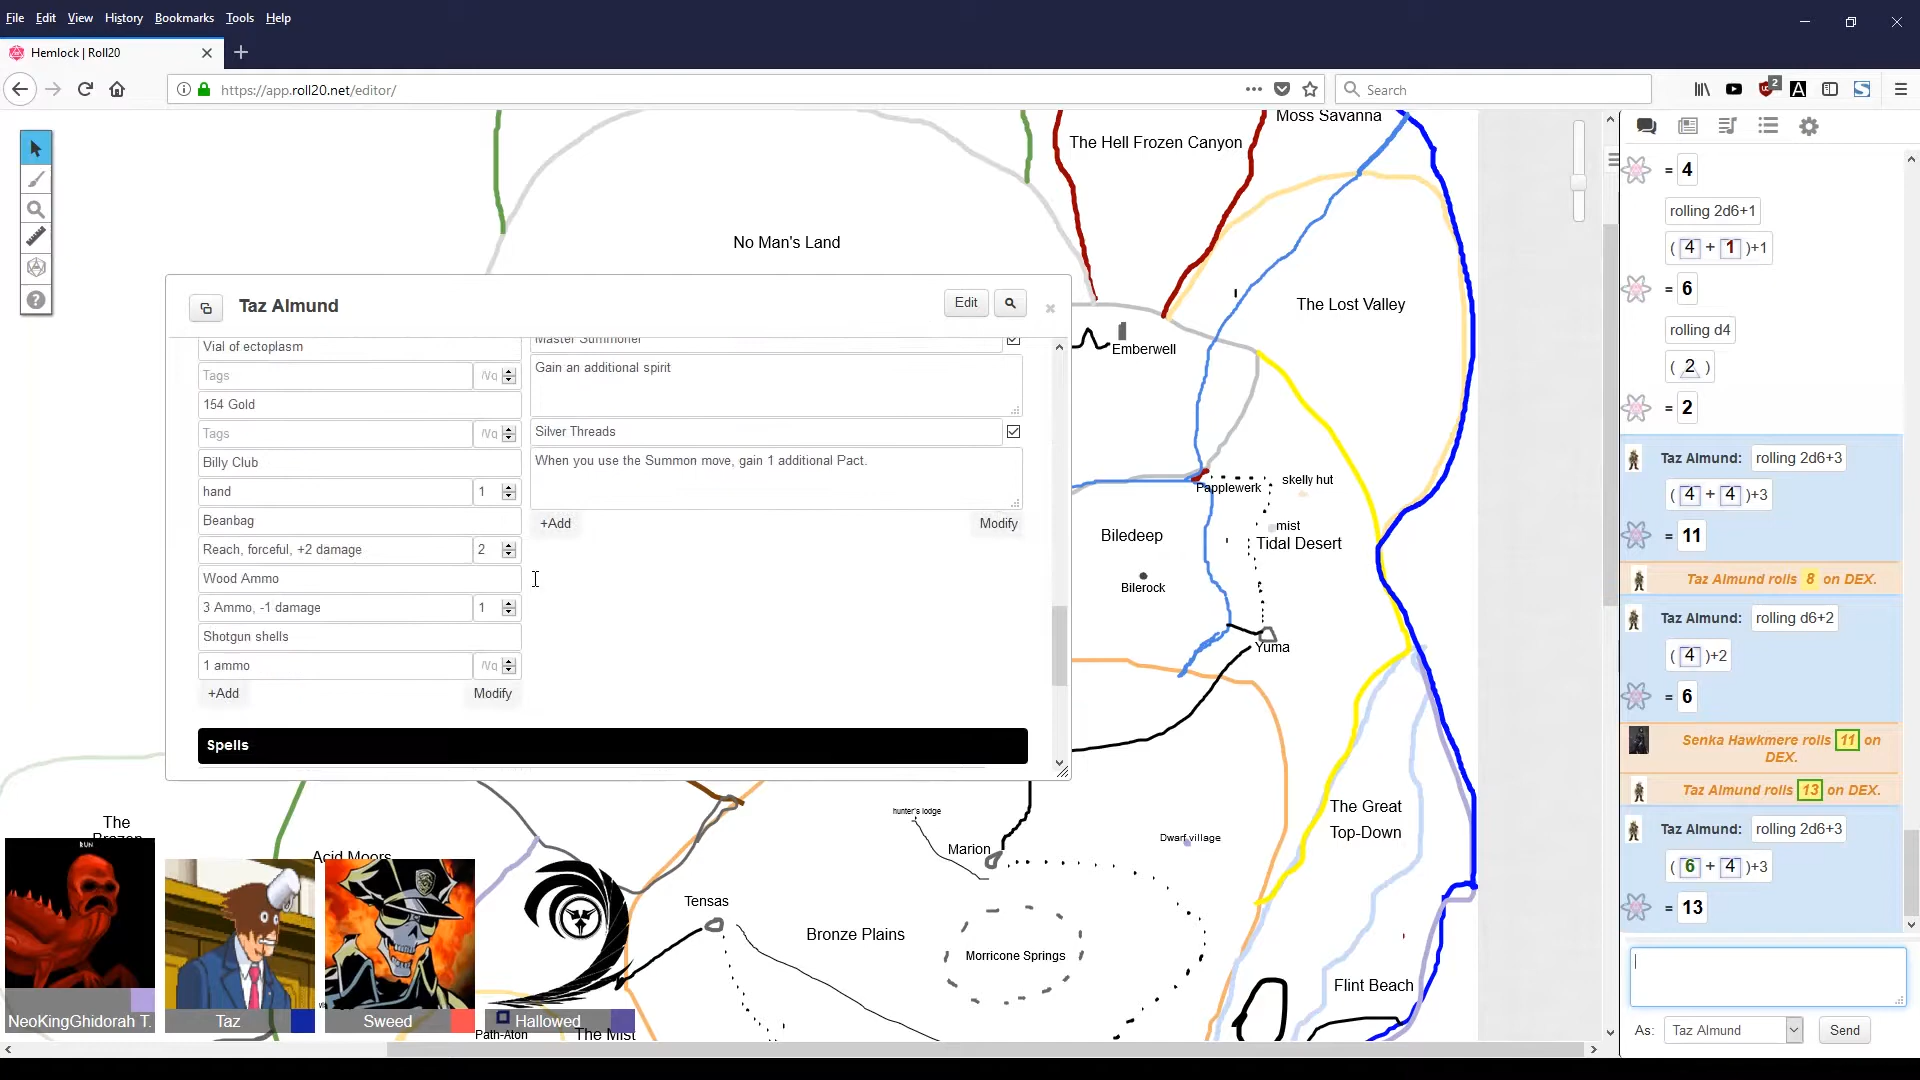 File Edit View History Bookmarks Tools Help
Hemlock | Roll20
https://app.roll20.net/editor/
Search
2
Moss Savanna
The Hell Frozen Canyon
No Man's Land
The Lost Valley
Emberwell
Taz Almund
Edit
Vial of ectoplasm
Tags
154 Gold
Tags
Billy Club
hand
1
Beanbag
Reach, forceful, +2 damage
2
Wood Ammo
3 Ammo, -1 damage
1
Shotgun shells
1 ammo
+Add
Modify
Master Summoner
Gain an additional spirit
Silver Threads
When you use the Summon move, gain 1 additional Pact.
+Add
Modify
Spells
Papplewerk
skelly hut
mist
Tidal Desert
Biledeep
Bilerock
Yuma
The Great
Top-Down
hunter's lodge
Marion
Dwarf village
The
Brazen
Acid Moors
Tensas
Bronze Plains
Morricone Springs
Flint Beach
Path-Aton
The Mist
RUN
NeoKingGhidorah T.
Taz
Sweed
Hallowed
= 4
rolling 2d6+1
( 4 + 1 )+1
= 6
rolling d4
( 2 )
= 2
Taz Almund: rolling 2d6+3
( 4 + 4 )+3
= 11
Taz Almund rolls 8 on DEX.
Taz Almund: rolling d6+2
( 4 )+2
= 6
Senka Hawkmere rolls 11 on
DEX.
Taz Almund rolls 13 on DEX.
Taz Almund: rolling 2d6+3
( 6 + 4 )+3
= 13
As: Taz Almund
Send